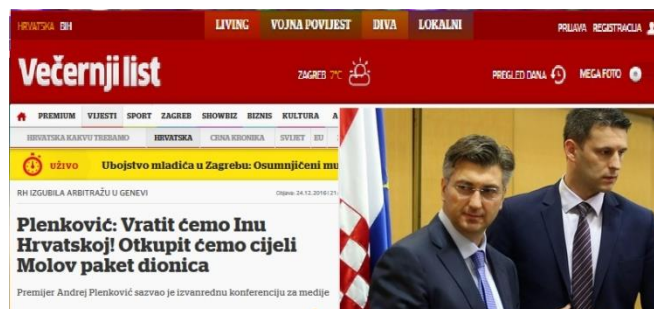 HRVATSKA BIH
LIVING VOJNA POVIJEST DIVA LOKALNI
PRIJAVA REGISTRACIJA
Večernji list
ZAGREB 7°C
PREGLED DANA MEGA FOTO
PREMIUM VIJESTI SPORT ZAGREB SHOWBIZ BIZNIS KULTURA A
HRVATSKA KAKVU TREBAMO HRVATSKA CRNA KRONIKA SVIJET EU
UŽIVO Ubojstvo mladića u Zagrebu: Osumnjičeni mu
RH IZGUBILA ARBITRAŽU U GENEVI
Objava: 24.12.2016 | 21:
Plenković: Vratit ćemo Inu
Hrvatskoj! Otkupit ćemo cijeli
Molov paket dionica
Premijer Andrej Plenković sazvao je izvanrednu konferenciju za medije